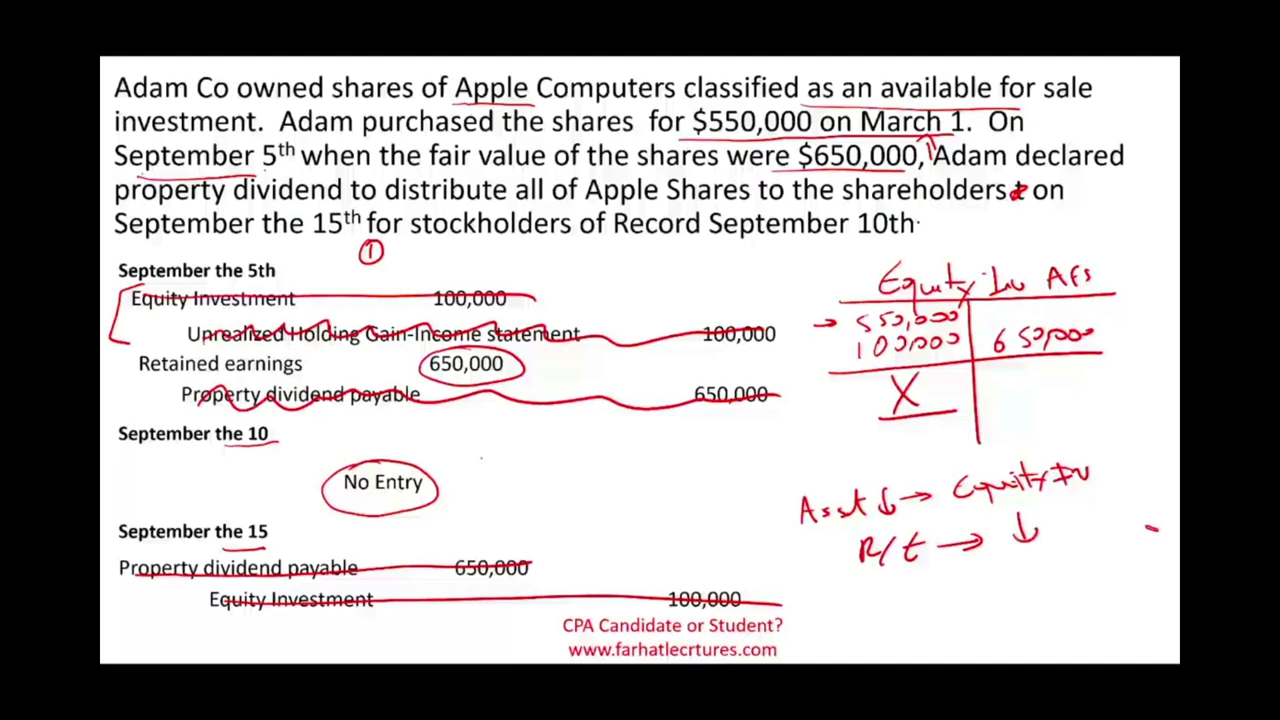 Adam Co owned shares of Apple Computers classified as an available for sale
investment. Adam purchased the shares for $550,000 on March 1. On
September 5th when the fair value of the shares were $650,000, Adam declared
property dividend to distribute all of Apple Shares to the shareholders on
September the 15th for stockholders of Record September 10th
1
September the 5th
Equity Investment 100,000
Unrealized Holding Gain-Income statement 100,000
Retained earnings 650,000
Property dividend payable 650,000
September the 10
No Entry
September the 15
Property dividend payable 650,000
Equity Investment 100,000
Equity Inv AFS
→ 550,000
100,000 650,000
X
Asset ↓ → Equity Inv
R/E → ↓
CPA Candidate or Student?
www.farhatlecrtures.com